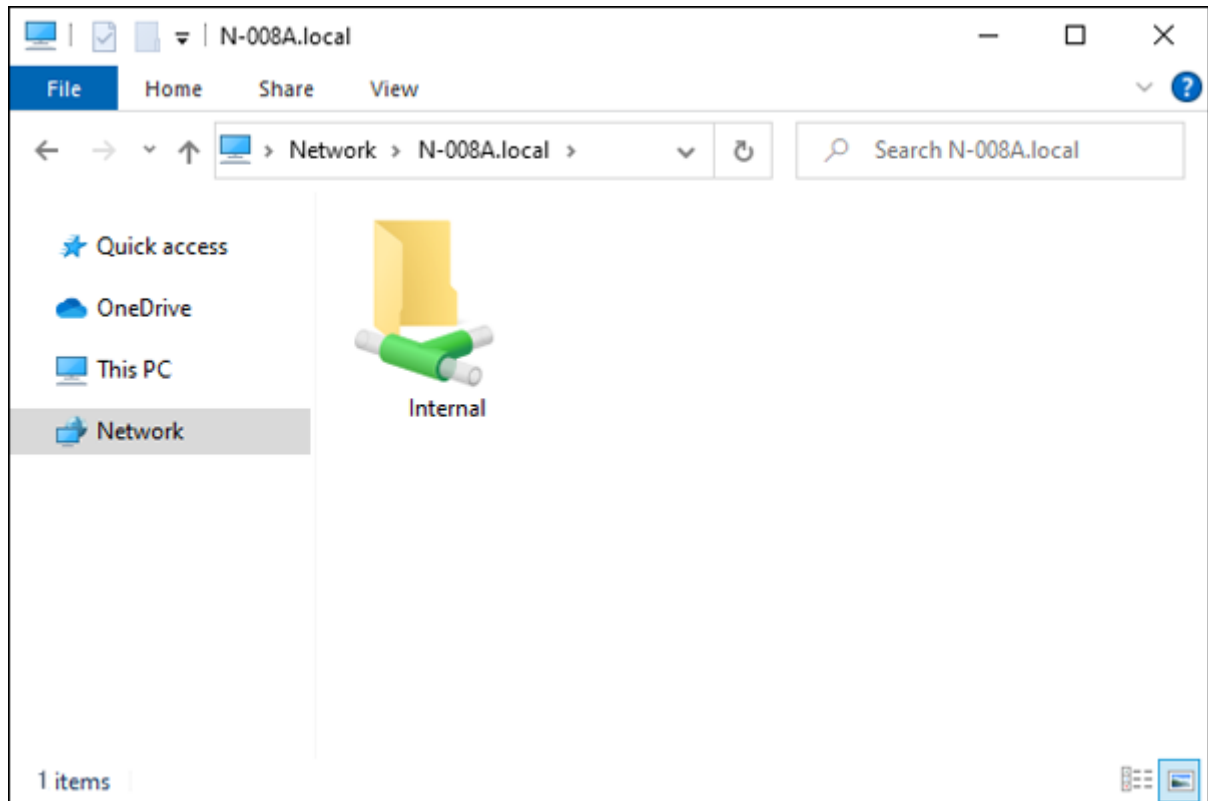 N-008A.local
File Home Share View ?
Network N-008A.local Search N-008A.local
Quick access
OneDrive
This PC
Network
Internal
1 items